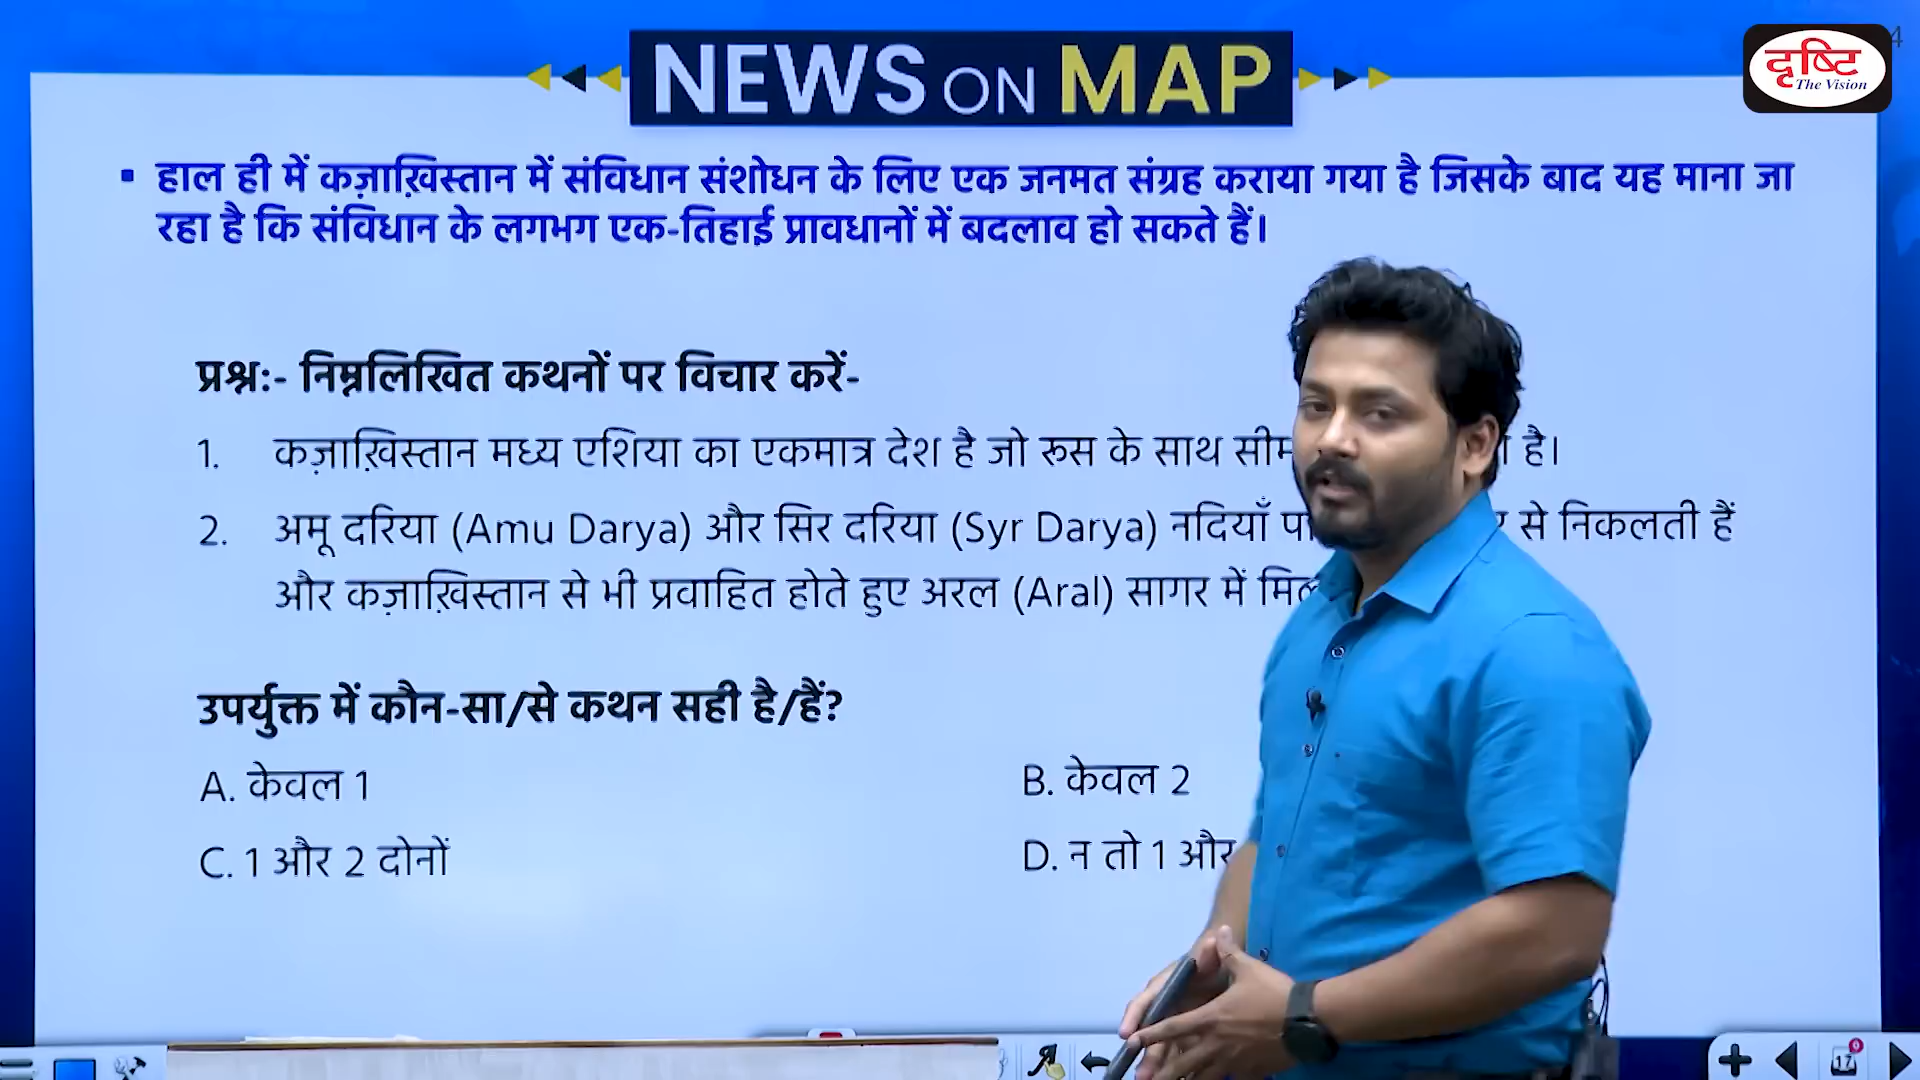 NEWS ON MAP
4
दृष्टि
The Vision
▪ हाल ही में कज़ाख़िस्तान में संविधान संशोधन के लिए एक जनमत संग्रह कराया गया है जिसके बाद यह माना जा
रहा है कि संविधान के लगभग एक-तिहाई प्रावधानों में बदलाव हो सकते हैं।
प्रश्नः- निम्नलिखित कथनों पर विचार करें-
1. कज़ाख़िस्तान मध्य एशिया का एकमात्र देश है जो रूस के साथ है।
2. अमू दरिया (Amu Darya) और सिर दरिया (Syr Darya) नदियाँ से निकलती हैं
और कज़ाख़िस्तान से भी प्रवाहित होते हुए अरल (Aral) सागर में
उपर्युक्त में कौन-सा/से कथन सही है/हैं?
A. केवल 1
B. केवल 2
C. 1 और 2 दोनों
D. न तो 1 और
17